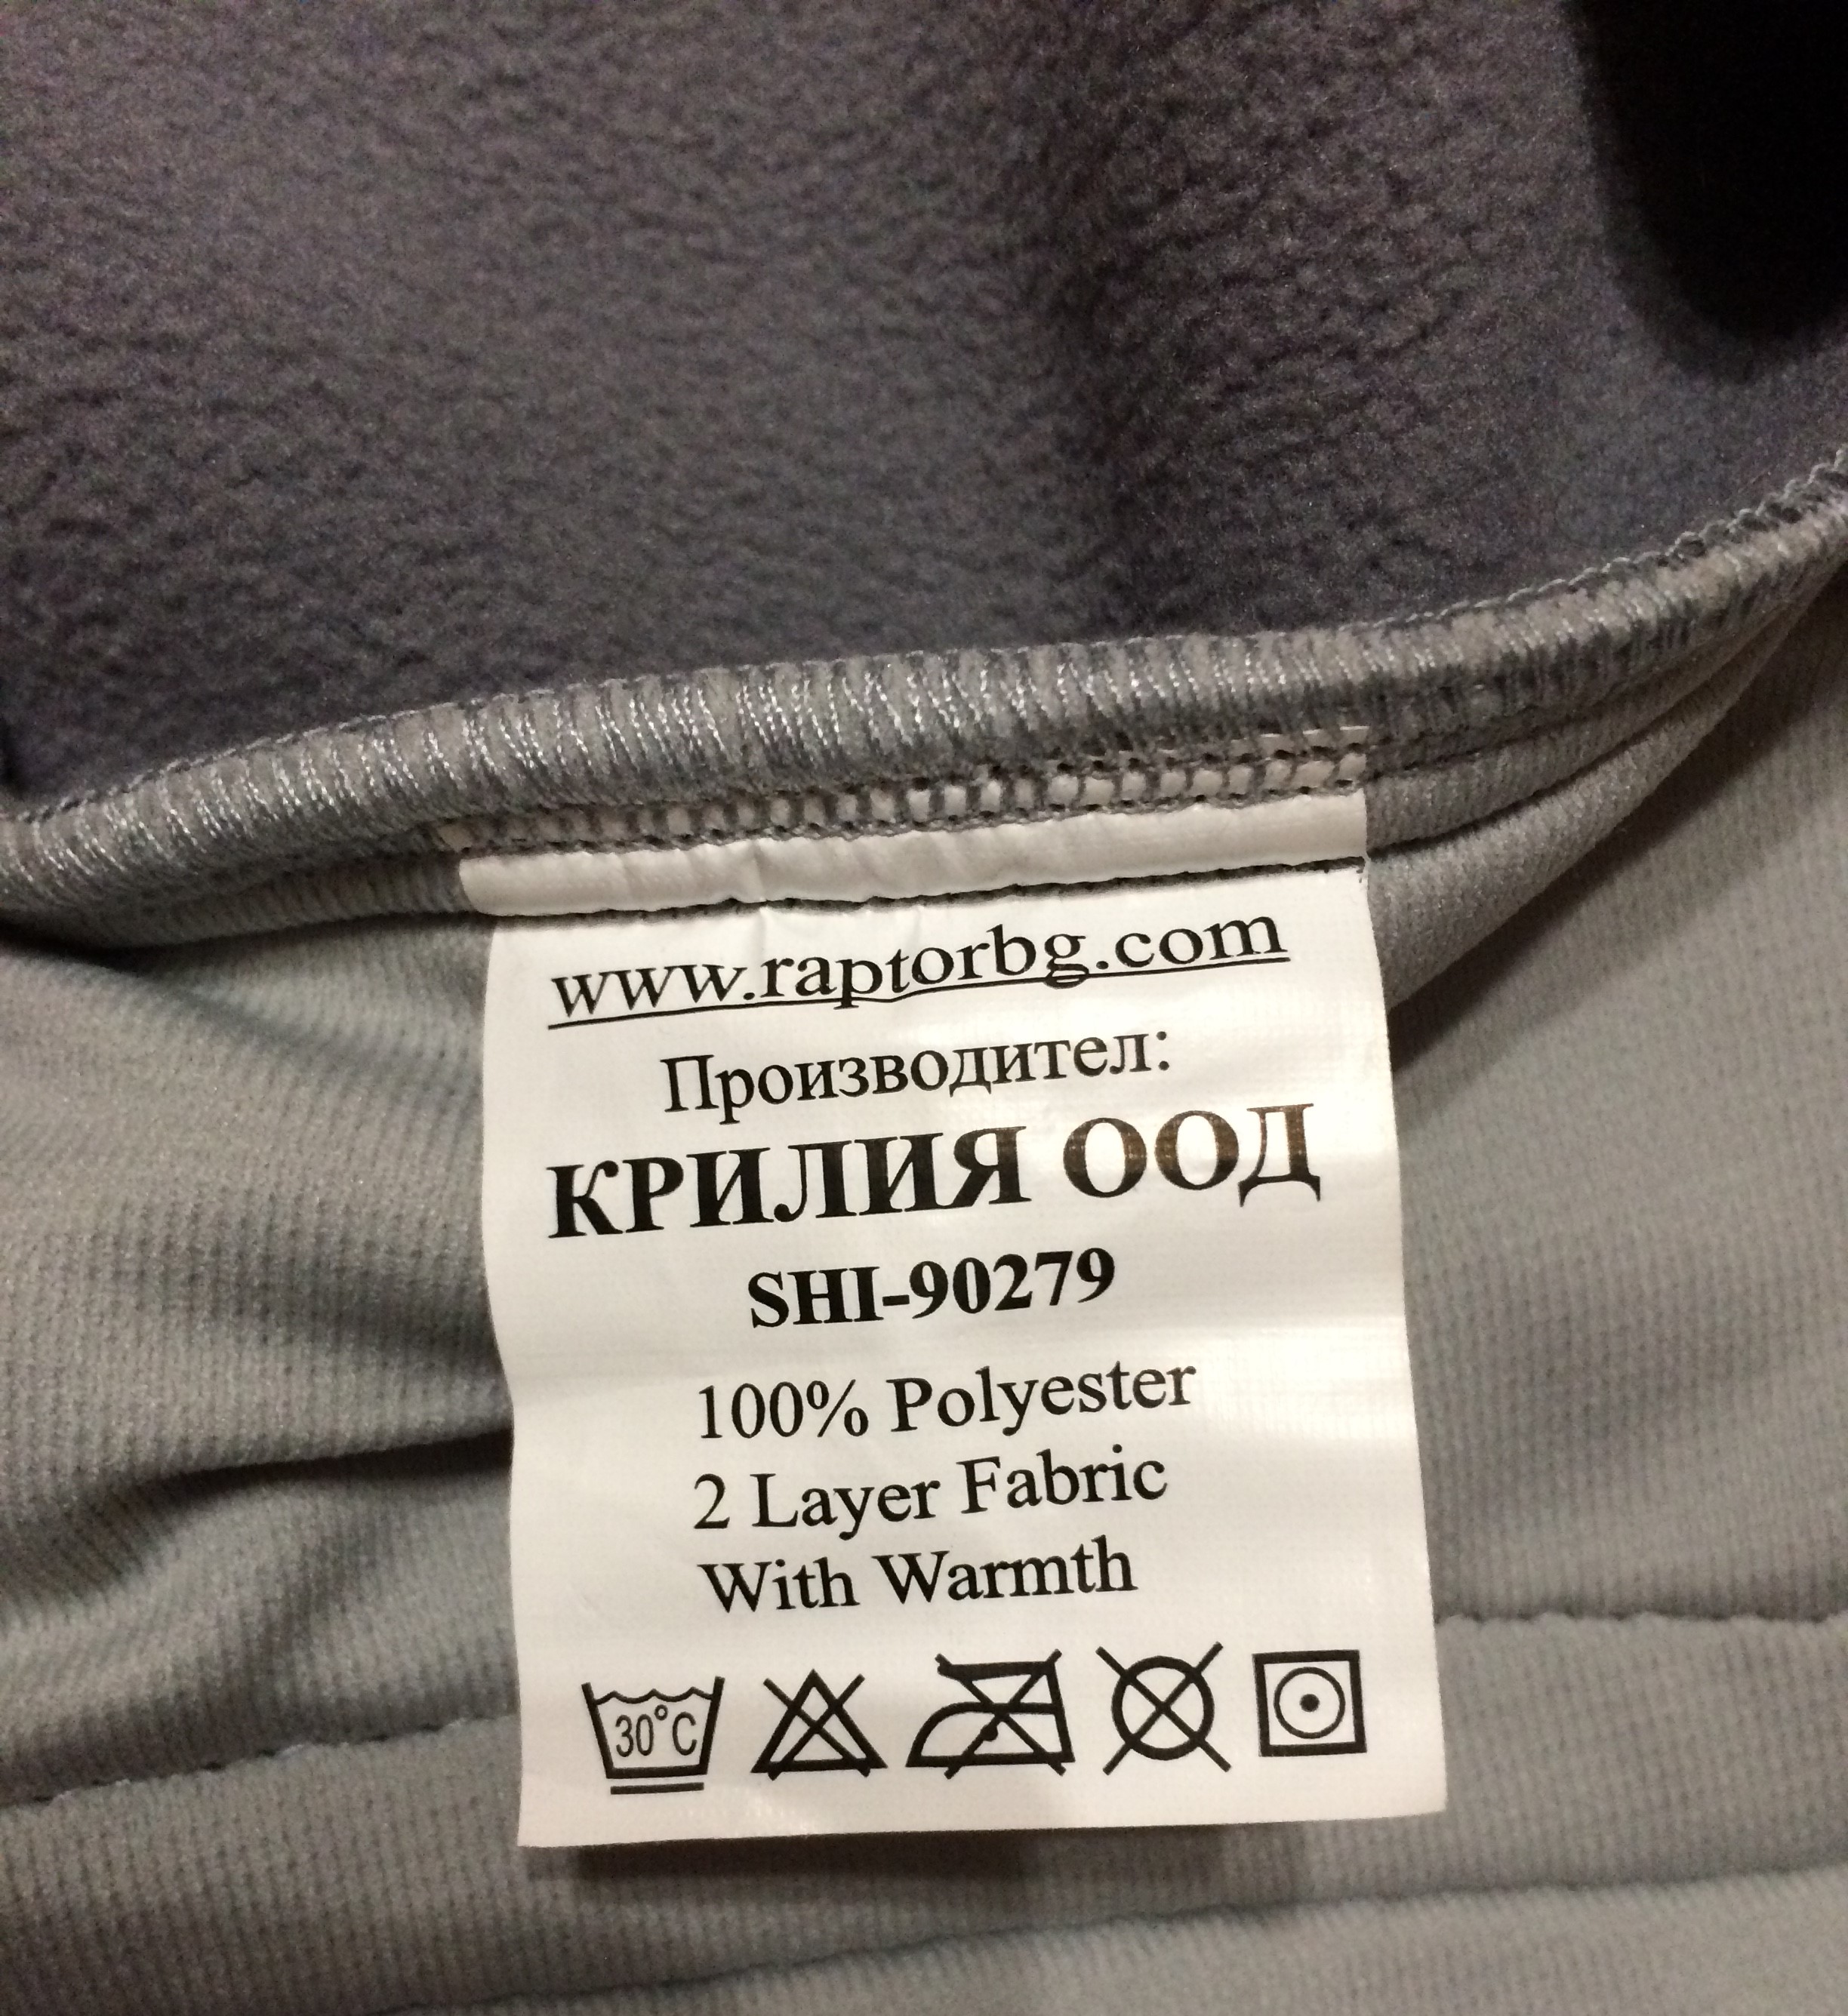 www.raptorbg.com
Производител:
КРИЛИЯ ООД
SHI-90279
100% Polyester
2 Layer Fabric
With Warmth
30°C